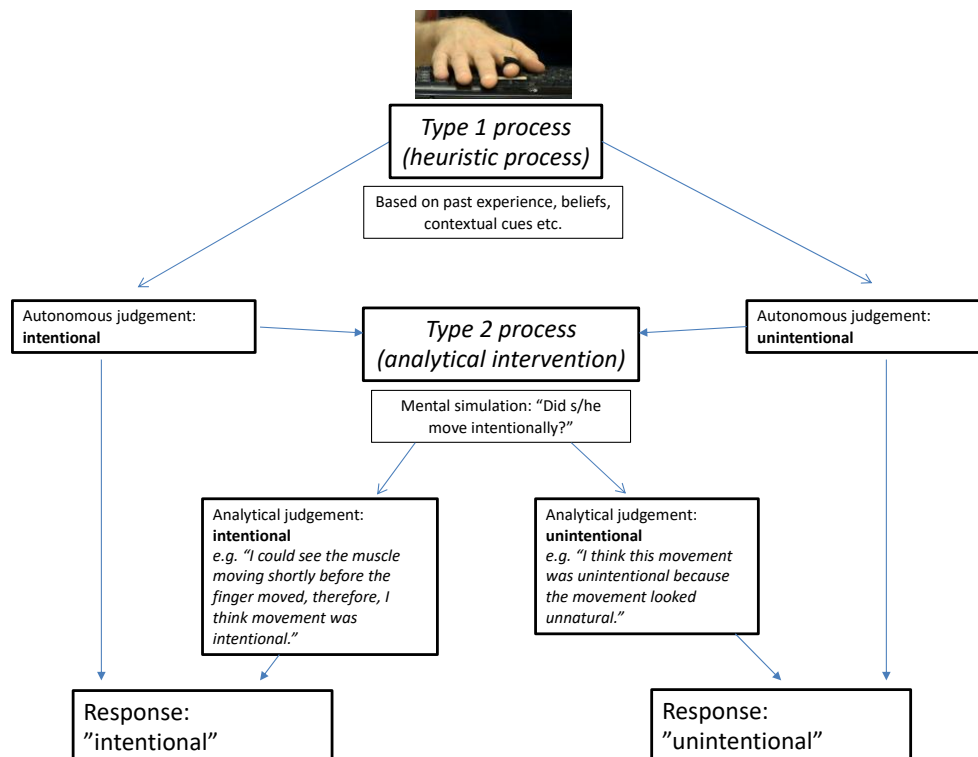 Type 1 process
(heuristic process)
Based on past experience, beliefs,
contextual cues etc.
Autonomous judgement:
intentional
Type 2 process
(analytical intervention)
Autonomous judgement:
unintentional
Mental simulation: “Did s/he
move intentionally?”
Analytical judgement:
intentional
e.g. “I could see the muscle
moving shortly before the
finger moved, therefore, I
think movement was
intentional.”
Analytical judgement:
unintentional
e.g. “I think this movement
was unintentional because
the movement looked
unnatural.”
Response:
”intentional”
Response:
”unintentional”